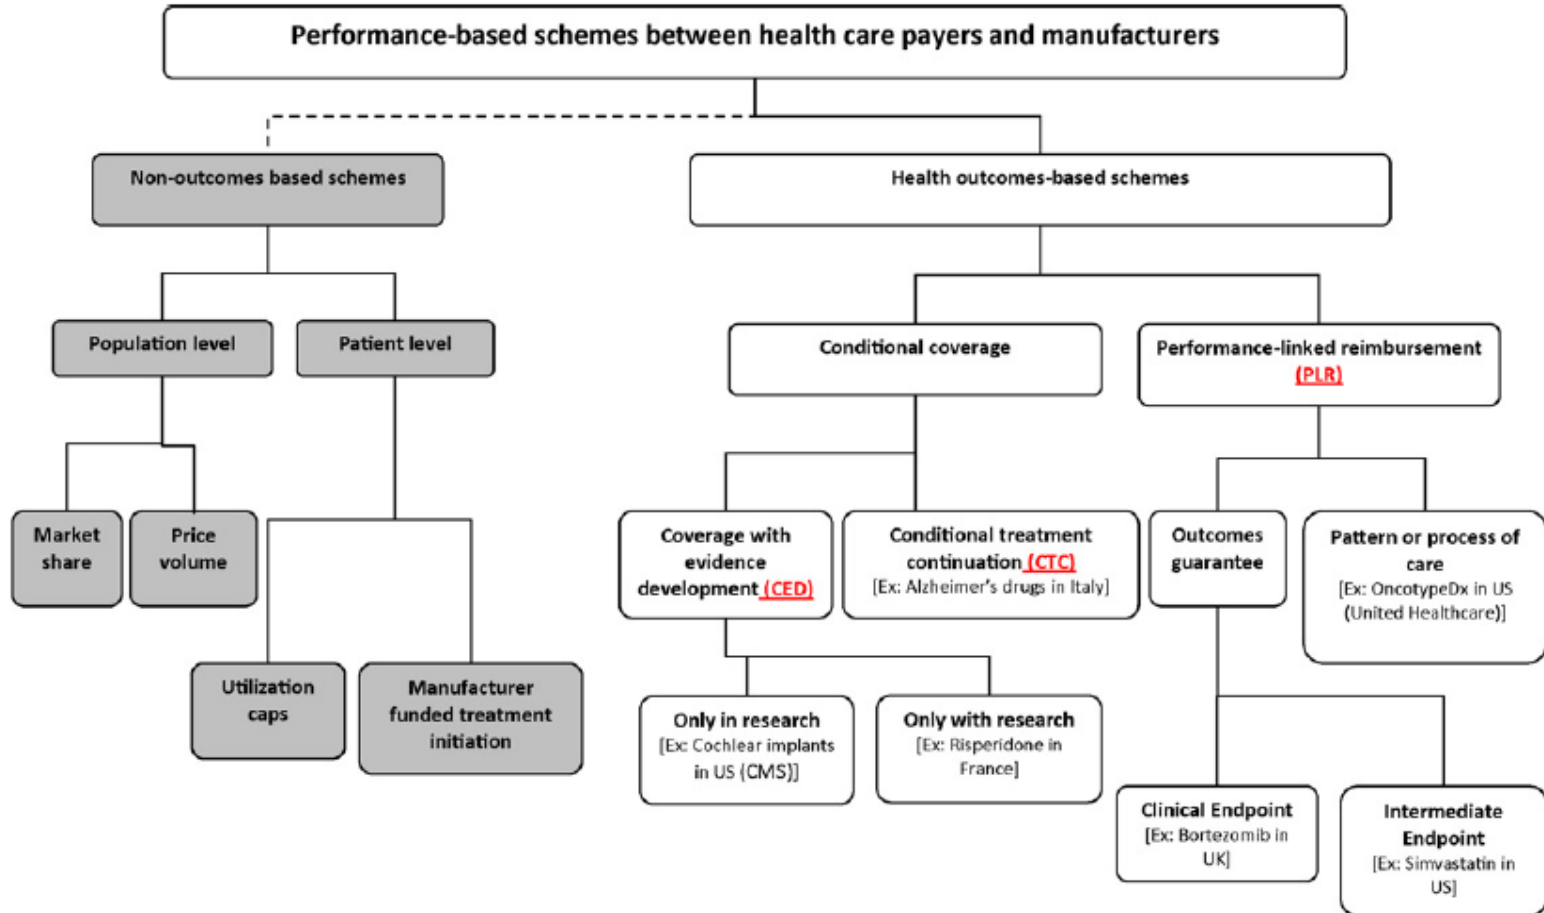 Performance-based schemes between health care payers and manufacturers
Non-outcomes based schemes
Health outcomes-based schemes
Population level
Patient level
Conditional coverage
Performance-linked reimbursement
(PLR)
Market
share
Price
volume
Coverage with
evidence
development (CED)
Conditional treatment
continuation (CTC)
[Ex: Alzheimer's drugs in Italy]
Outcomes
guarantee
Pattern or process of
care
[Ex: OncotypeDx in US
(United Healthcare)]
Utilization
caps
Manufacturer
funded treatment
initiation
Only in research
[Ex: Cochlear implants
in US (CMS)]
Only with research
[Ex: Risperidone in
France]
Clinical Endpoint
[Ex: Bortezomib in
UK]
Intermediate
Endpoint
[Ex: Simvastatin in
US]